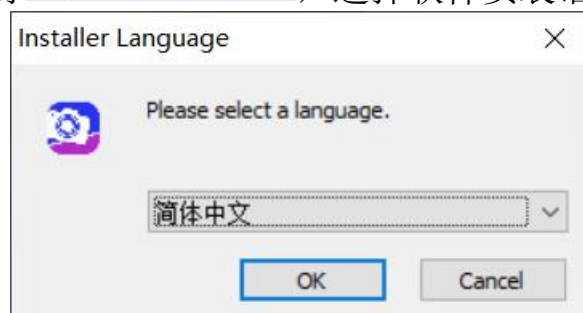 Installer Language
Please select a language.
简体中文
OK
Cancel